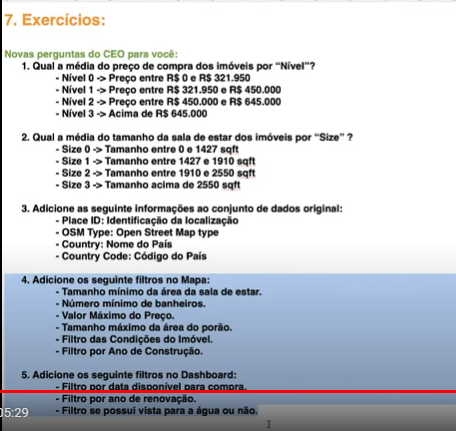 7. Exercícios:
Novas perguntas do CEO para você:
1. Qual a média do preço de compra dos imóveis por "Nível"?
- Nível 0 -> Preço entre R$ 0 e R$ 321.950
- Nível 1 -> Preço entre R$ 321.950 e R$ 450.000
- Nível 2 -> Preço entre R$ 450.000 e R$ 645.000
- Nível 3 -> Acima de R$ 645.000
2. Qual a média do tamanho da sala de estar dos imóveis por "Size" ?
- Size 0 -> Tamanho entre 0 e 1427 sqft
- Size 1 -> Tamanho entre 1427 e 1910 sqft
- Size 2 -> Tamanho entre 1910 e 2550 sqft
- Size 3 -> Tamanho acima de 2550 sqft
3. Adicione as seguinte informações ao conjunto de dados original:
- Place ID: Identificação da localização
- OSM Type: Open Street Map type
- Country: Nome do País
- Country Code: Código do País
4. Adicione os seguinte filtros no Mapa:
- Tamanho mínimo da área da sala de estar.
- Número mínimo de banheiros.
- Valor Máximo do Preço.
- Tamanho máximo da área do porão.
- Filtro das Condições do Imóvel.
- Filtro por Ano de Construção.
5. Adicione os seguinte filtros no Dashboard:
- Filtro por data disponível para compra.
- Filtro por ano de renovação.
05:29
- Filtro se possui vista para a água ou não.